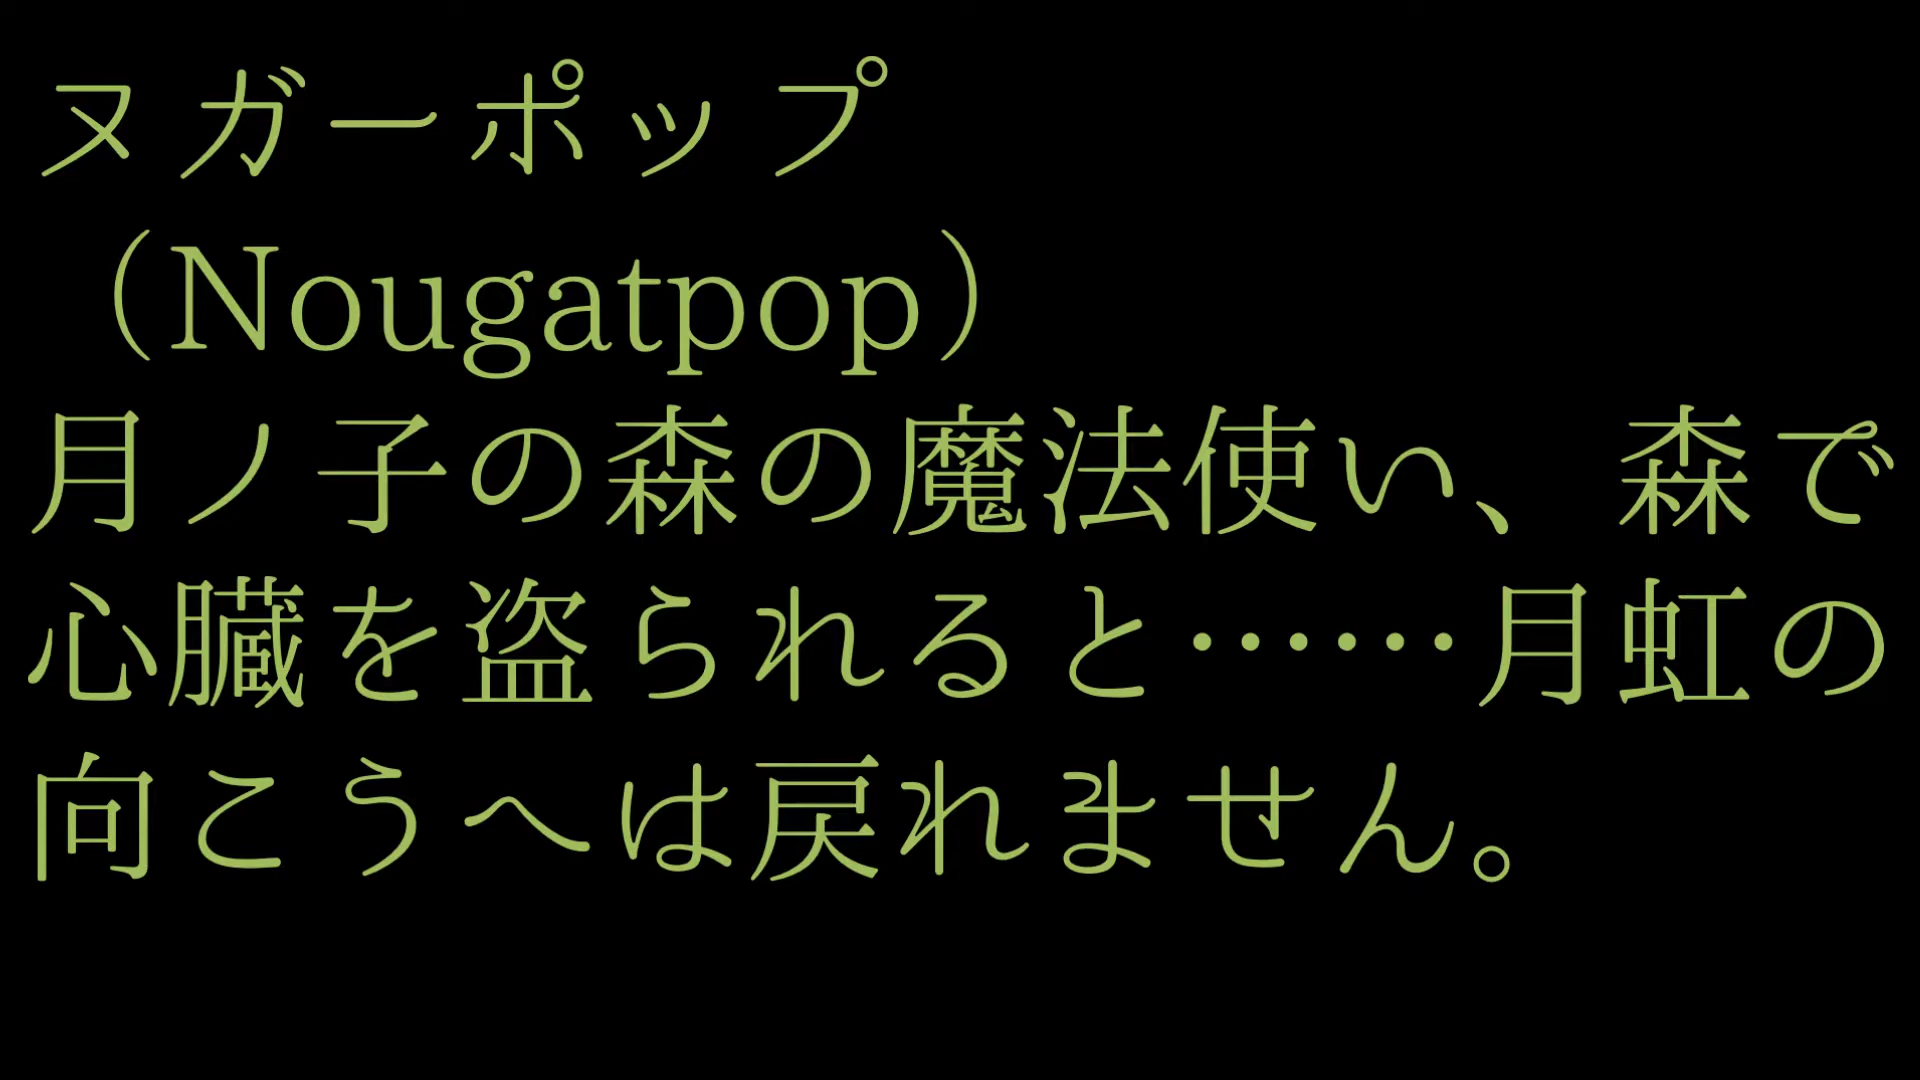 ヌガーポップ
（Nougatpop）
月ノ子の森の魔法使い、森で
心臓を盗られると……月虹の
向こうへは戻れません。